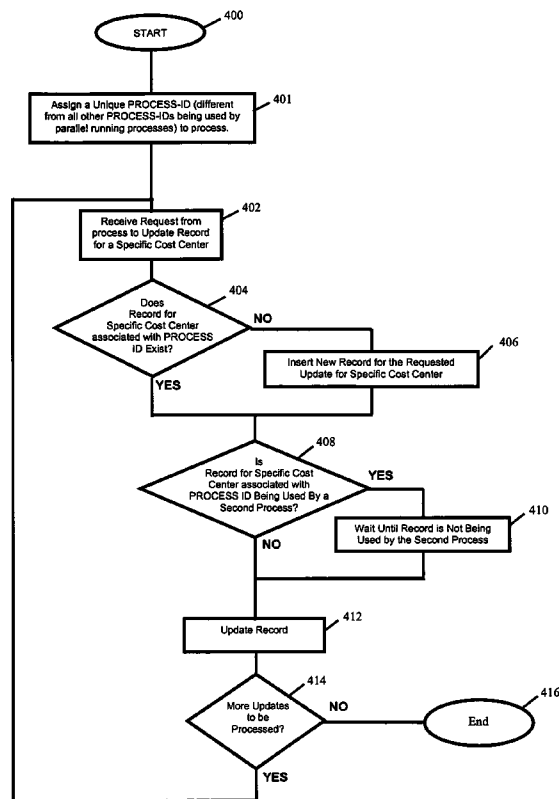 400
START
Assign a Unique PROCESS-ID (different
from all other PROCESS-IDs being used by
parallel running processes) to process.
401
402
Receive Request from
process to Update Record
for a Specific Cost Center
404
Does
Record for
Specific Cost Center
associated with PROCESS
ID Exist?
NO
406
Insert New Record for the Requested
Update for Specific Cost Center
YES
408
Is
Record for Specific Cost
Center associated with
PROCESS ID Being Used By a
Second Process?
YES
410
Wait Until Record is Not Being
Used by the Second Process
NO
412
Update Record
414
More Updates
to be
Processed?
NO
416
End
YES